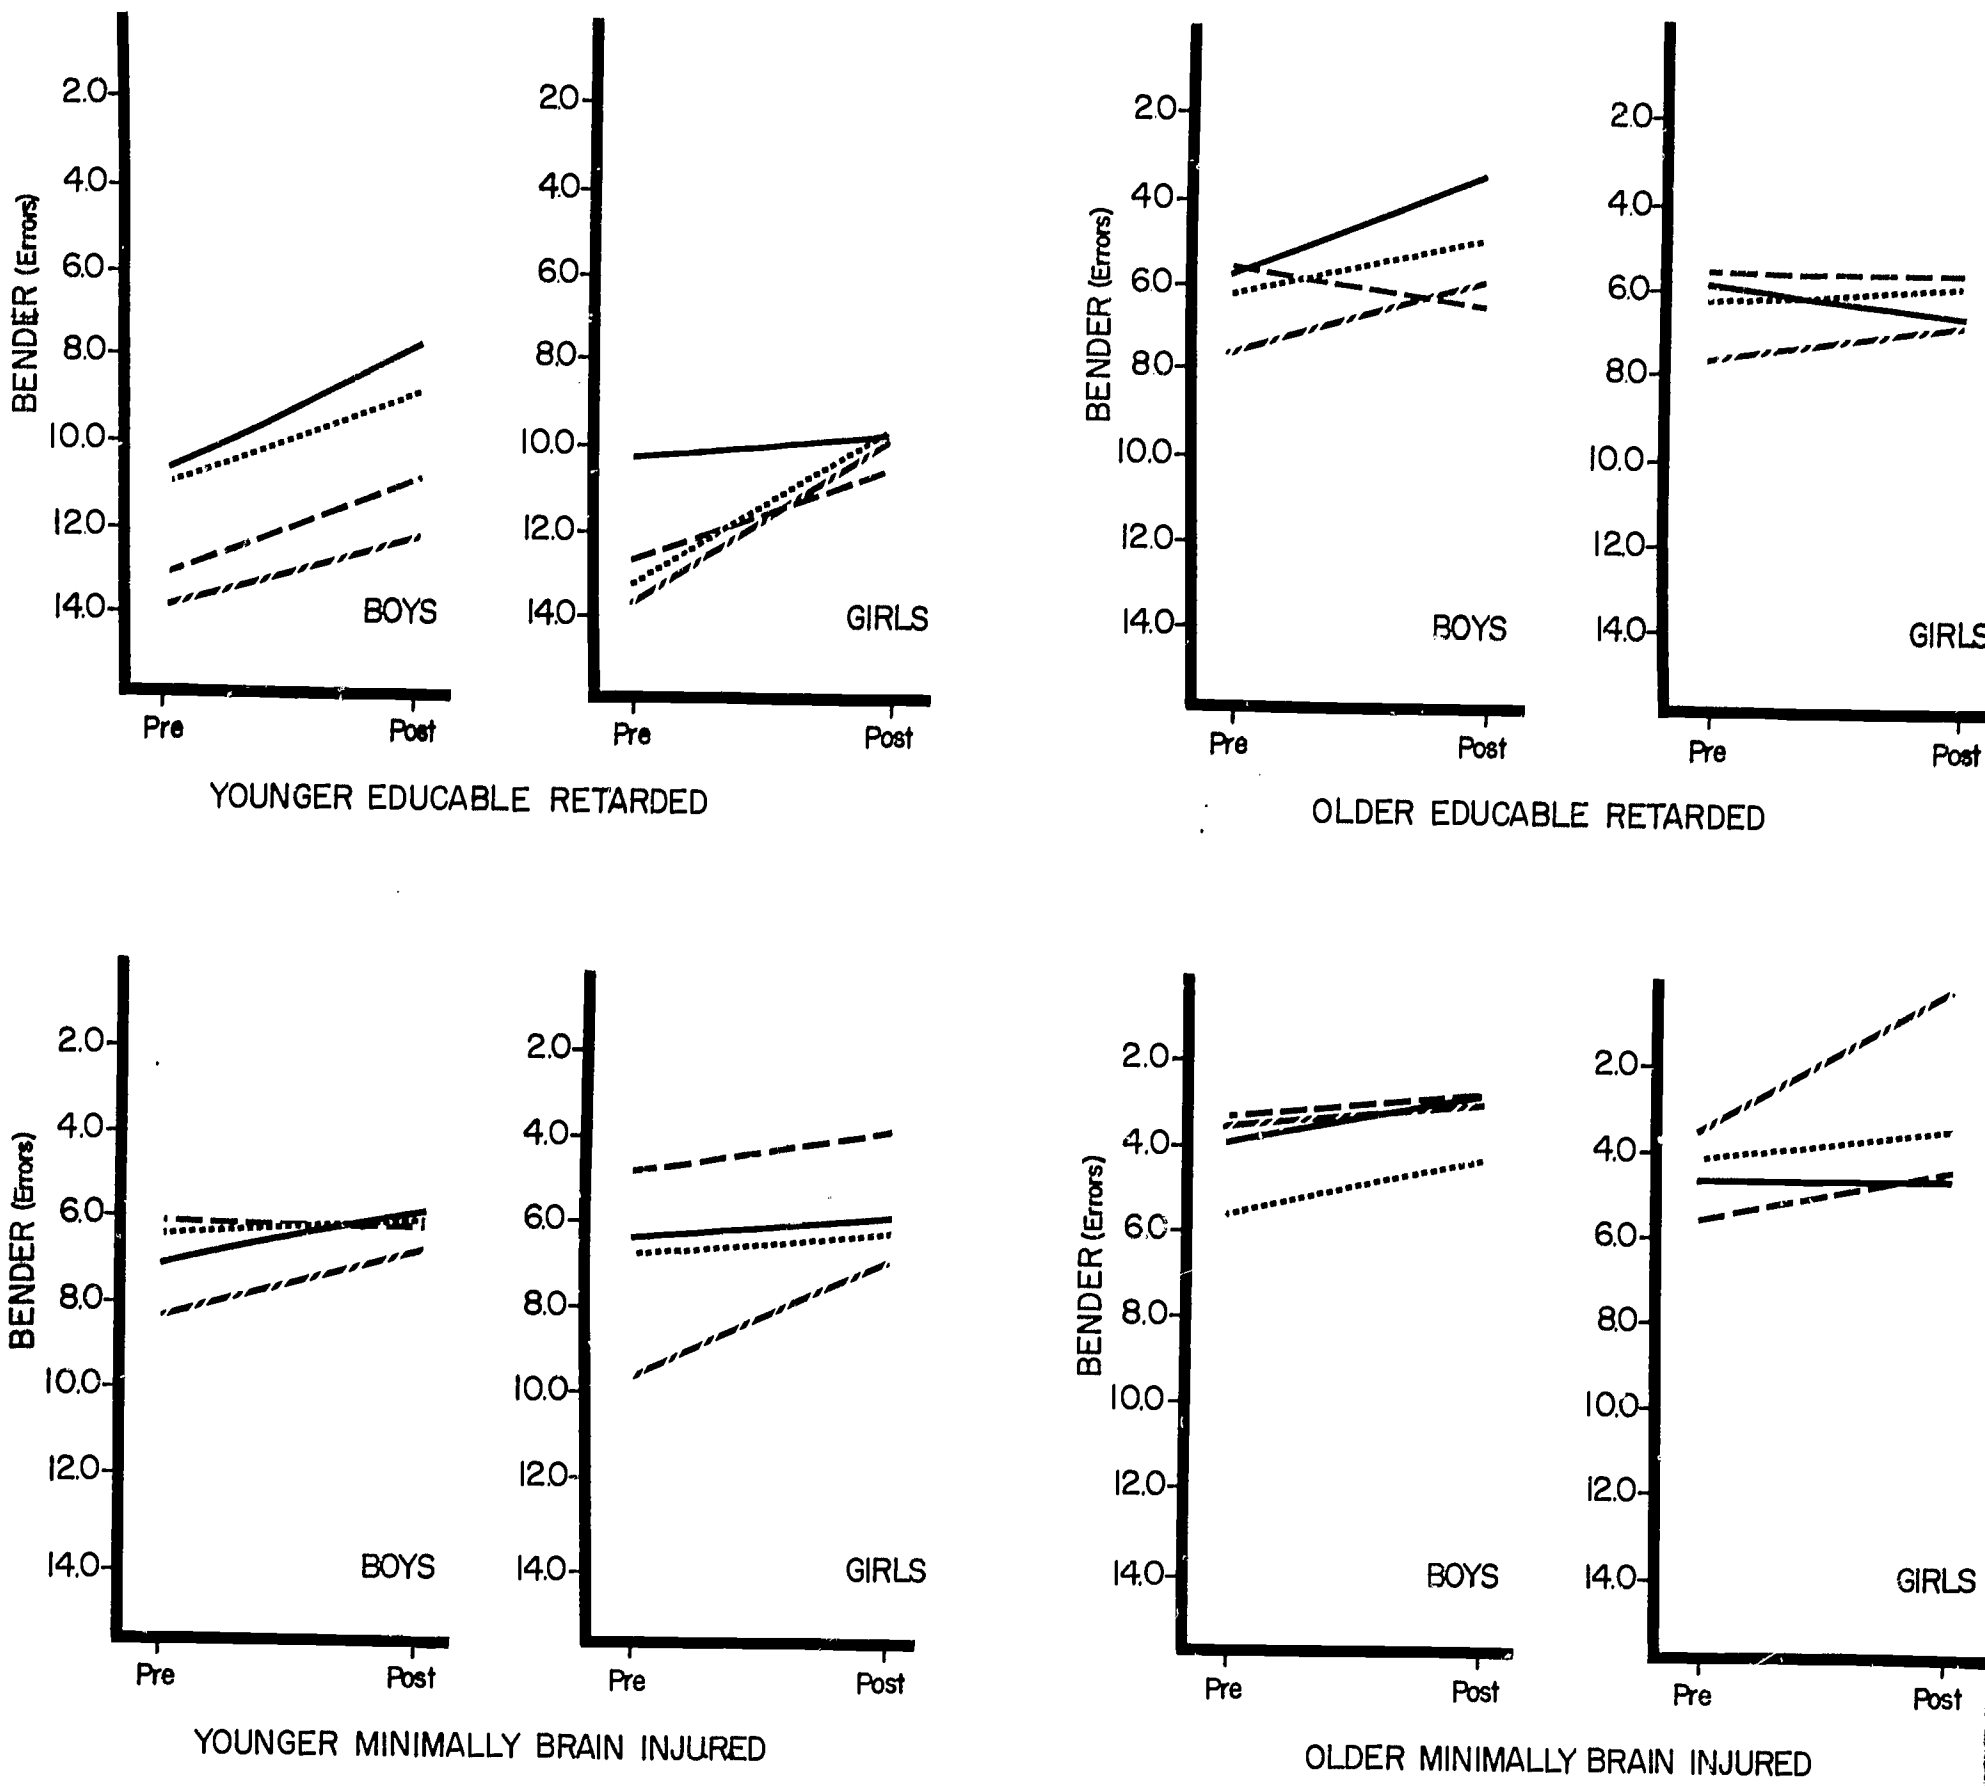 BENDER (Errors)
2.0
4.0
6.0
8.0
10.0
12.0
14.0
BOYS
Pre
Post
2.0
4.0
6.0
8.0
10.0
12.0
14.0
GIRLS
Pre
Post
YOUNGER EDUCABLE RETARDED
BENDER (Errors)
2.0
4.0
6.0
8.0
10.0
12.0
14.0
BOYS
Pre
Post
2.0
4.0
6.0
8.0
10.0
12.0
14.0
GIRLS
Pre
Post
OLDER EDUCABLE RETARDED
BENDER (Errors)
2.0
4.0
6.0
8.0
10.0
12.0
14.0
BOYS
Pre
Post
2.0
4.0
6.0
8.0
10.0
12.0
14.0
GIRLS
Pre
Post
YOUNGER MINIMALLY BRAIN INJURED
BENDER (Errors)
2.0
4.0
6.0
8.0
10.0
12.0
14.0
BOYS
Pre
Post
2.0
4.0
6.0
8.0
10.0
12.0
14.0
GIRLS
Pre
Post
OLDER MINIMALLY BRAIN INJURED